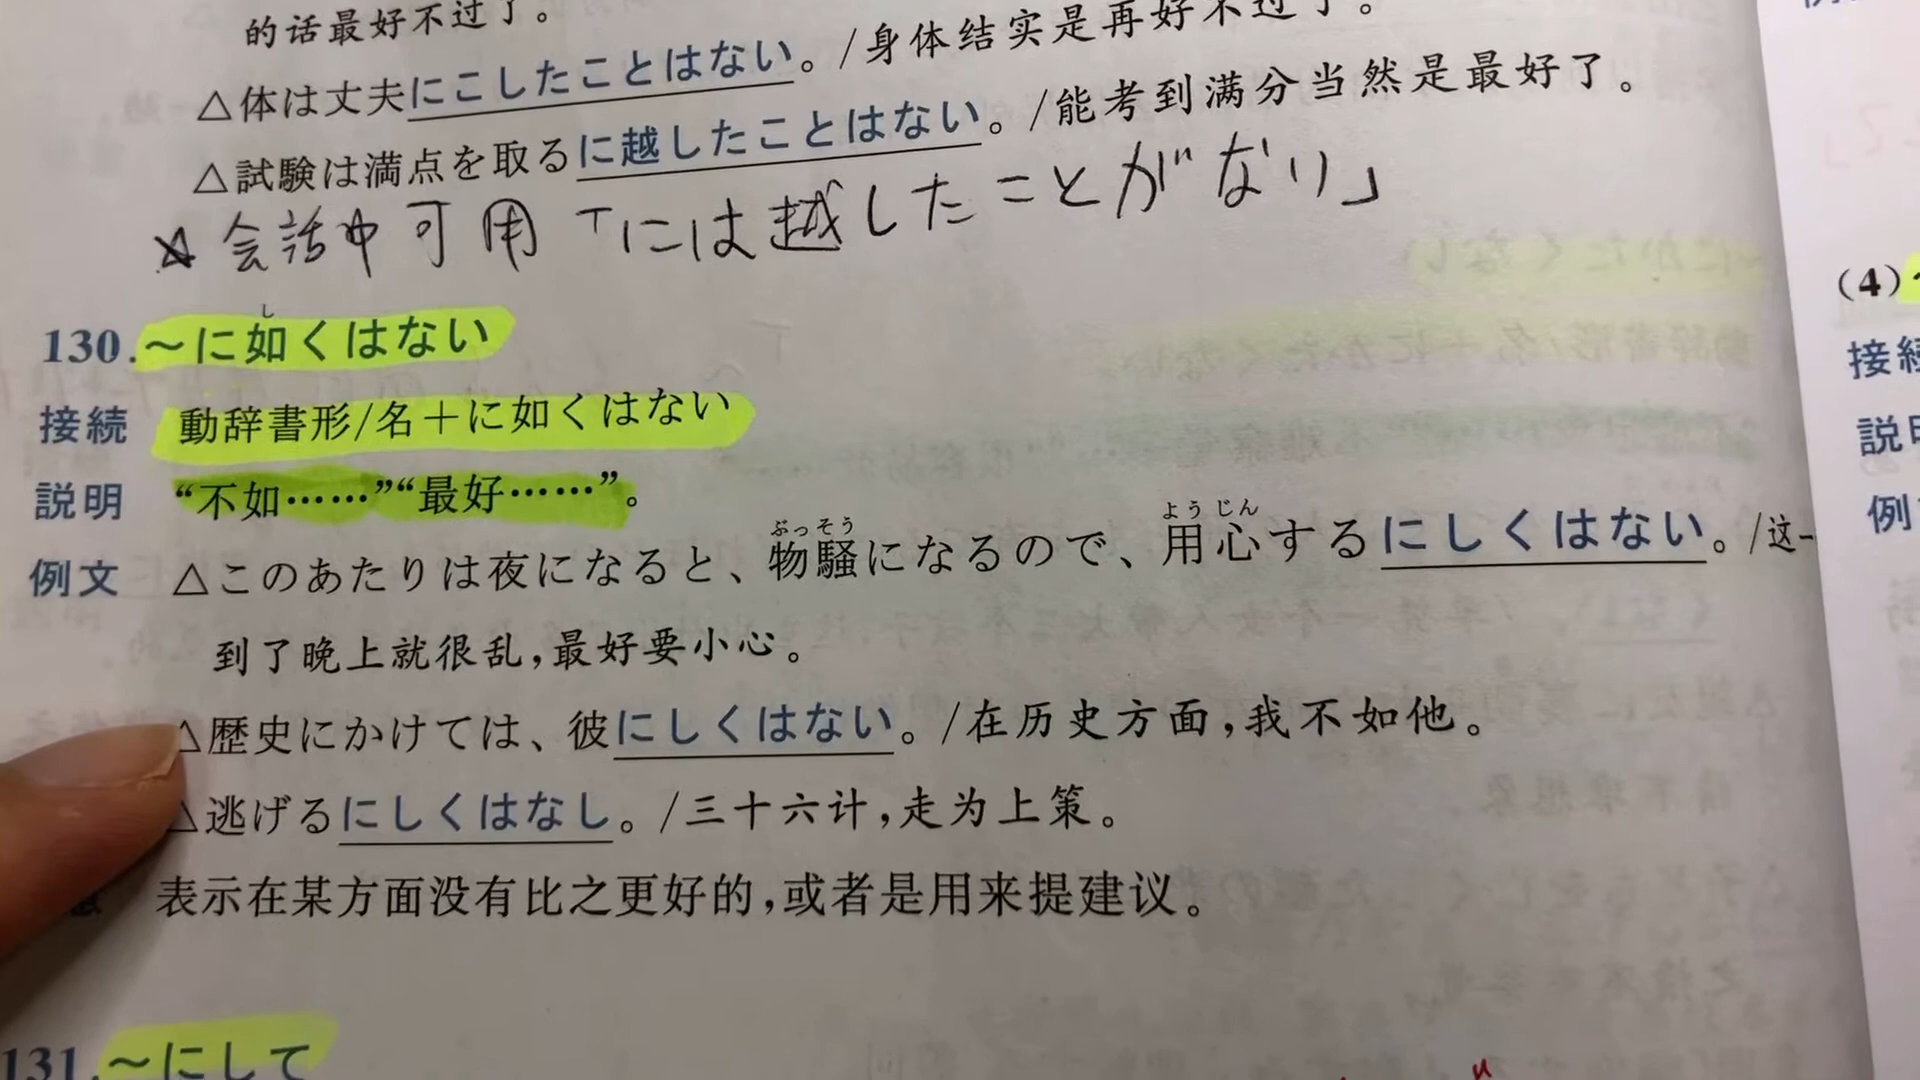 的话最好不过了。
△体は丈夫にこしたことはない。/身体结实是再好不过了。
△試験は満点を取るに越したことはない。/能考到满分当然是最好了。
☆会話中可用「には越したことがない」
し
130.～に如くはない
接続 動辞書形/名＋に如くはない
説明 “不如……”“最好……”。
ぶっそう ようじん
例文 △このあたりは夜になると、物騒になるので、用心するにしくはない。/这一
到了晚上就很乱,最好要小心。
△歴史にかけては、彼にしくはない。/在历史方面,我不如他。
△逃げるにしくはなし。/三十六计,走为上策。
表示在某方面没有比之更好的,或者是用来提建议。
131.～にして
(4)
接続
説明
例